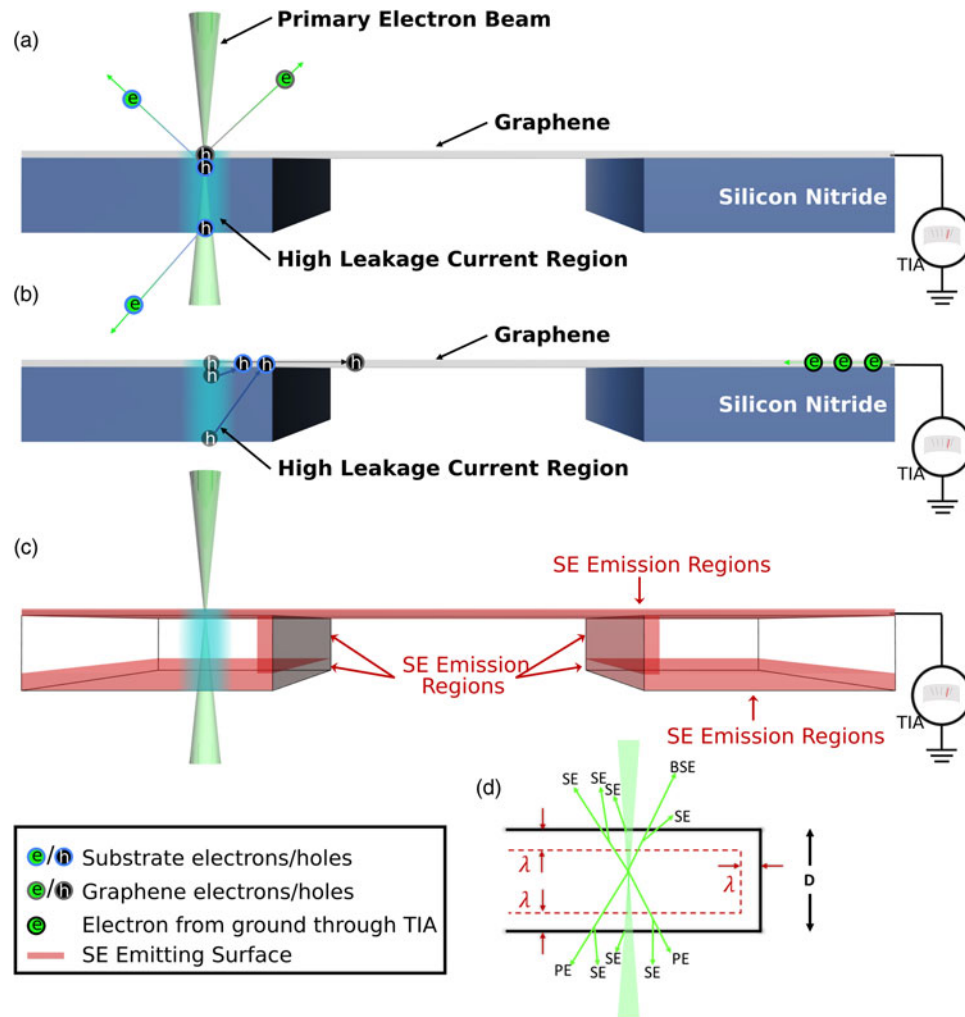 Primary Electron Beam
(a)
e
e
Graphene
h
h
Silicon Nitride
h
High Leakage Current Region
TIA
e
(b)
Graphene
h
h
h
h
e
e
e
h
Silicon Nitride
h
High Leakage Current Region
TIA
(c)
SE Emission Regions
SE Emission
Regions
TIA
SE Emission Regions
(d)
SE
SE
SE
BSE
SE
λ
λ
λ
D
PE
SE
SE
SE
PE
e/h Substrate electrons/holes
e/h Graphene electrons/holes
e Electron from ground through TIA
SE Emitting Surface